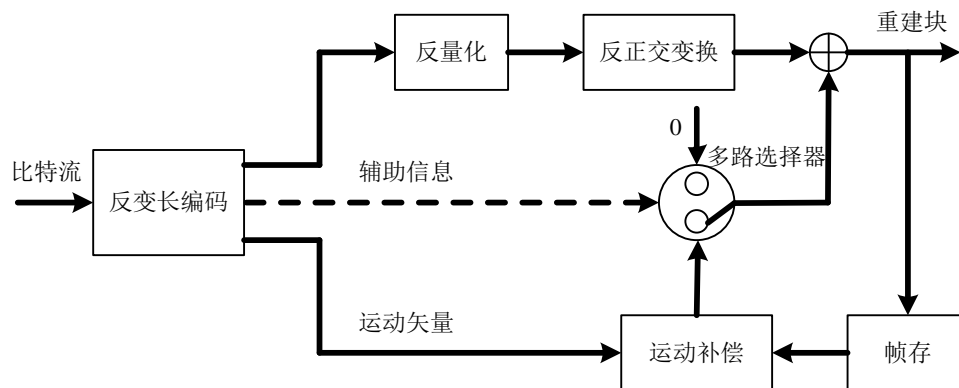 重建块
反量化
反正交变换
0
多路选择器
比特流
辅助信息
反变长编码
运动矢量
运动补偿
帧存